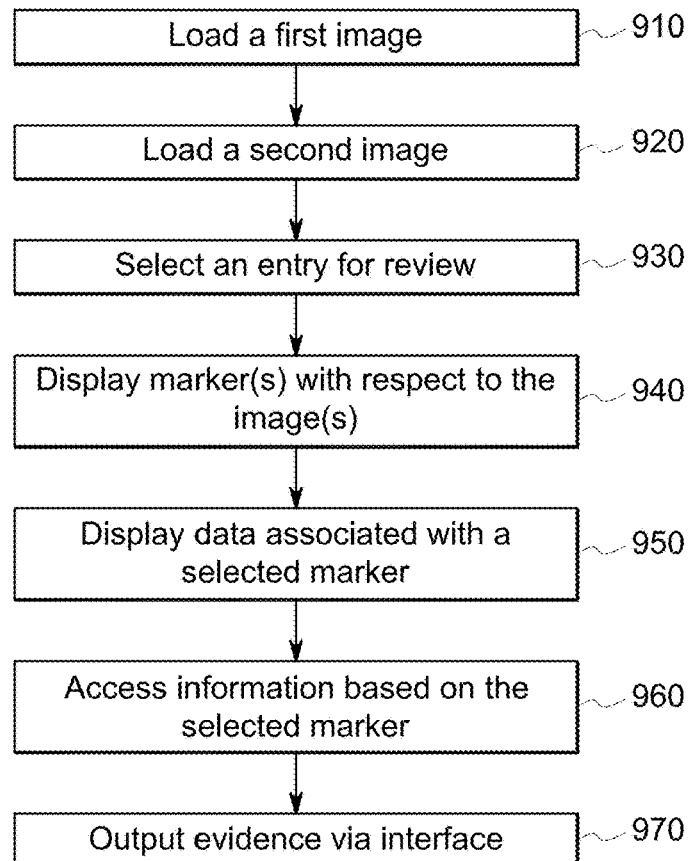 Load a first image
910
Load a second image
920
Select an entry for review
930
Display marker(s) with respect to the
image(s)
940
Display data associated with a
selected marker
950
Access information based on the
selected marker
960
Output evidence via interface
970